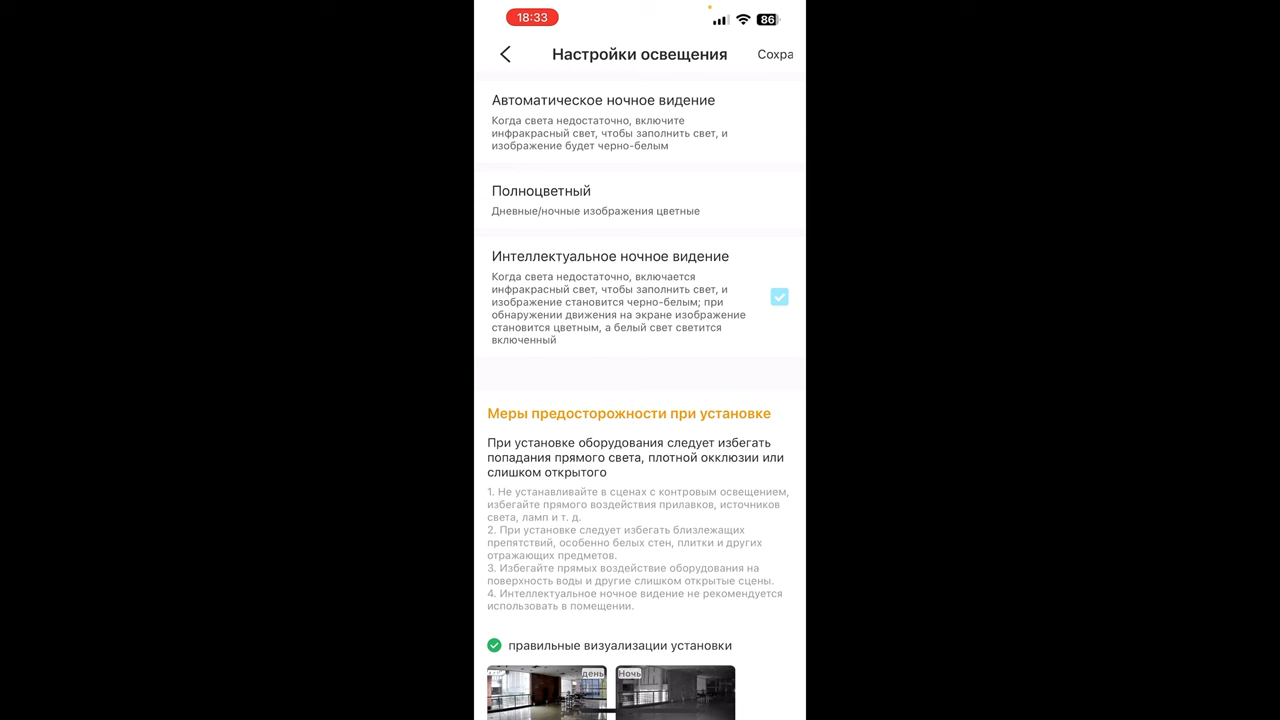 18:33
86
Настройки освещения
Сохра
Автоматическое ночное видение
Когда света недостаточно, включите
инфракрасный свет, чтобы заполнить свет, и
изображение будет черно-белым
Полноцветный
Дневные/ночные изображения цветные
Интеллектуальное ночное видение
Когда света недостаточно, включается
инфракрасный свет, чтобы заполнить свет, и
изображение становится черно-белым; при
обнаружении движения на экране изображение
становится цветным, а белый свет светится
включенный
Меры предосторожности при установке
При установке оборудования следует избегать
попадания прямого света, плотной окклюзии или
слишком открытого
1. Не устанавливайте в сценах с контровым освещением,
избегайте прямого воздействия прилавков, источников
света, ламп и т. д.
2. При установке следует избегать близлежащих
препятствий, особенно белых стен, плитки и других
отражающих предметов.
3. Избегайте прямых воздействие оборудования на
поверхность воды и другие слишком открытые сцены.
4. Интеллектуальное ночное видение не рекомендуется
использовать в помещении.
правильные визуализации установки
день
Ночь